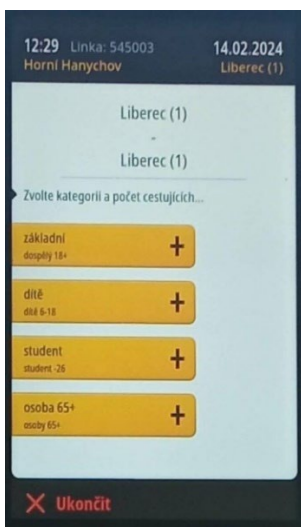 12:29 Linka: 545003 14.02.2024
Horní Hanychov Liberec (1)
Liberec (1)
-
Liberec (1)
Zvolte kategorii a počet cestujících...
základní
dospělý 18+
+
dítě
dítě 6-18
+
student
student -26
+
osoba 65+
osoby 65+
+
X Ukončit